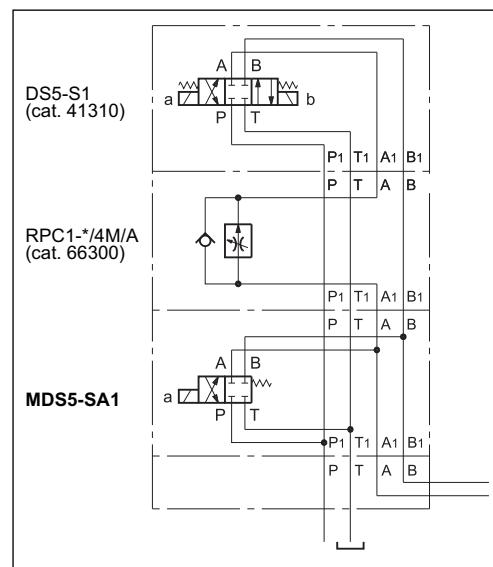 A B
DS5-S1
(cat. 41310)
a b
P T
P1 T1 A1 B1
P T A B
RPC1-*/4M/A
(cat. 66300)
P1 T1 A1 B1
P T A B
A B
MDS5-SA1
a
P T
P1 T1 A1 B1
P T A B